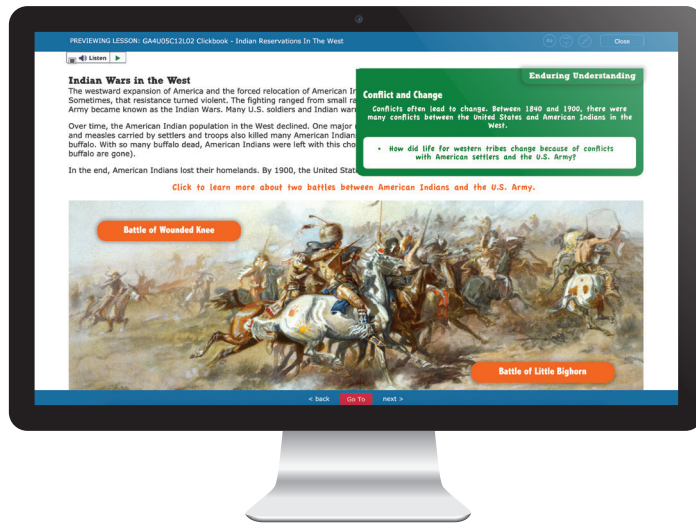 PREVIEWING LESSON: GA4U05C12L02 Clickbook - Indian Reservations In The West
Aa
Close
Listen
Indian Wars in the West
The westward expansion of America and the forced relocation of American In
Sometimes, that resistance turned violent. The fighting ranged from small ra
Army became known as the Indian Wars. Many U.S. soldiers and Indian warr
Over time, the American Indian population in the West declined. One major
and measles carried by settlers and troops also killed many American Indian
buffalo. With so many buffalo dead, American Indians were left with this cho
buffalo are gone).
In the end, American Indians lost their homelands. By 1900, the United State
Enduring Understanding
Conflict and Change
Conflicts often lead to change. Between 1840 and 1900, there were
many conflicts between the United States and American Indians in the
West.
• How did life for western tribes change because of conflicts
with American settlers and the U.S. Army?
Click to learn more about two battles between American Indians and the U.S. Army.
Battle of Wounded Knee
Battle of Little Bighorn
< back
Go To
next >